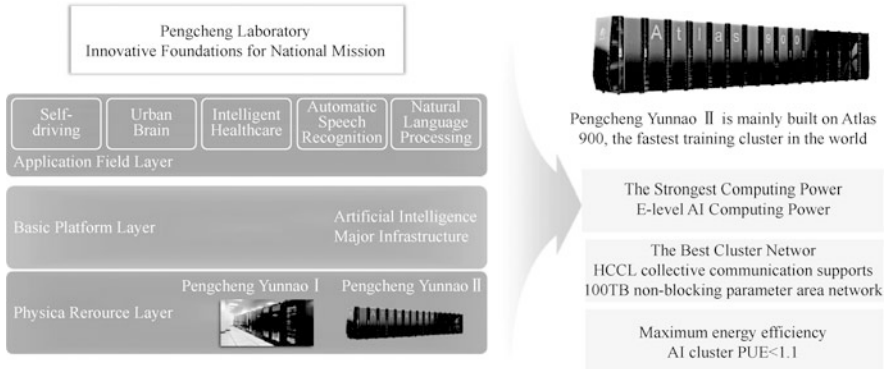 Pengcheng Laboratory
Innovative Foundations for National Mission
Self-
driving
Urban
Brain
Intelligent
Healthcare
Automatic
Speech
Recognition
Natural
Language
Processing
Application Field Layer
Basic Platform Layer
Artificial Intelligence
Major Infrastructure
Pengcheng Yunnao Ⅰ
Pengcheng Yunnao Ⅱ
Physica Rerource Layer
Atlas 900
Pengcheng Yunnao Ⅱ is mainly built on Atlas
900, the fastest training cluster in the world
The Strongest Computing Power
E-level AI Computing Power
The Best Cluster Networ
HCCL collective communication supports
100TB non-blocking parameter area network
Maximum energy efficiency
AI cluster PUE<1.1